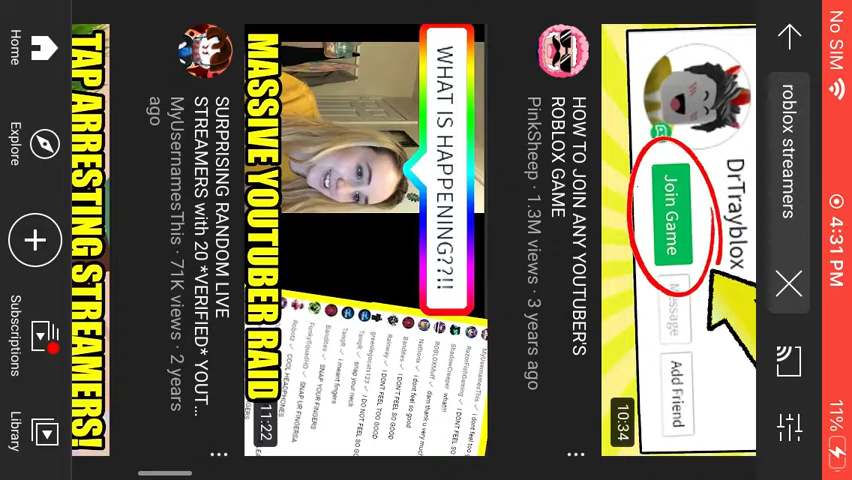 No SIM
4:31 PM
11%
roblox streamers
DrTrayblox
Join Game
Message
Add Friend
10:34
HOW TO JOIN ANY YOUTUBER'S
ROBLOX GAME
PinkSheep · 1.3M views · 3 years ago
WHAT IS HAPPENING??!!
MASSIVE YOUTUBER RAID
11:22
SURPRISING RANDOM LIVE
STREAMERS with 20 *VERIFIED* YOUT...
MyUsernamesThis · 71K views · 2 years
ago
TAP ARRESTING STREAMERS!
Home
Explore
Subscriptions
Library